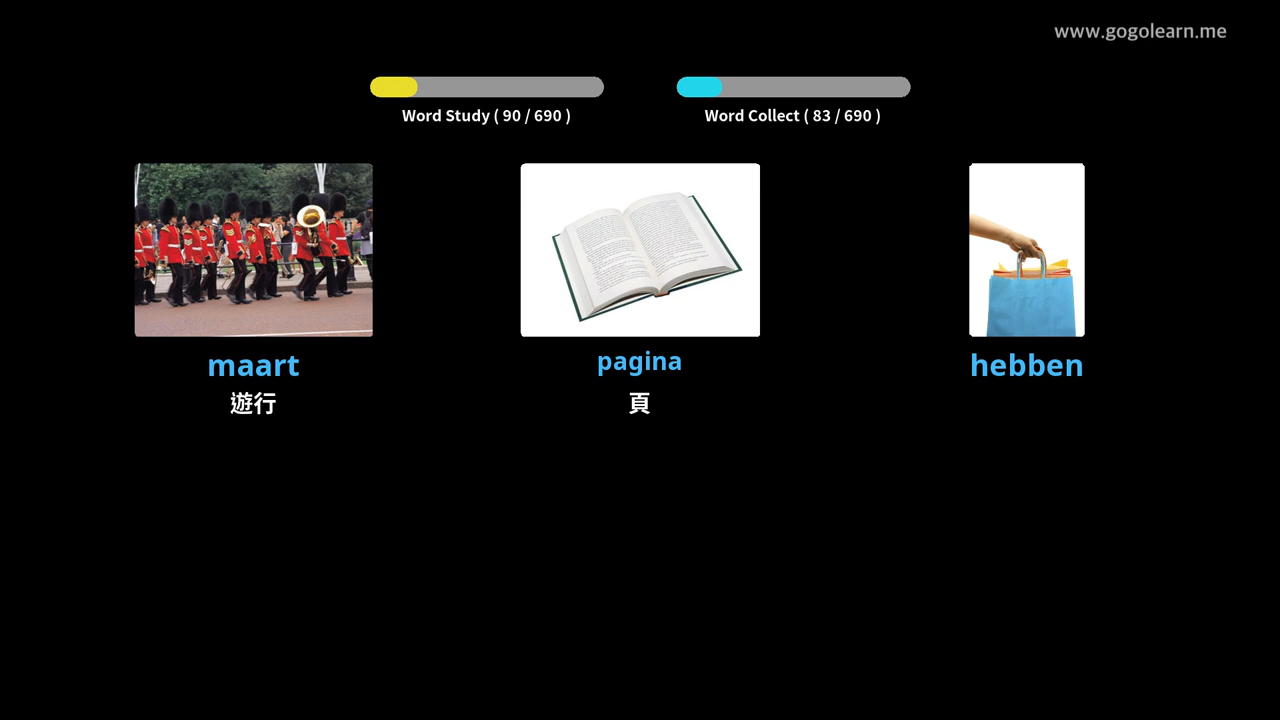 www.gogolearn.me
Word Study ( 90 / 690 )
Word Collect ( 83 / 690 )
maart
遊行
pagina
頁
hebben